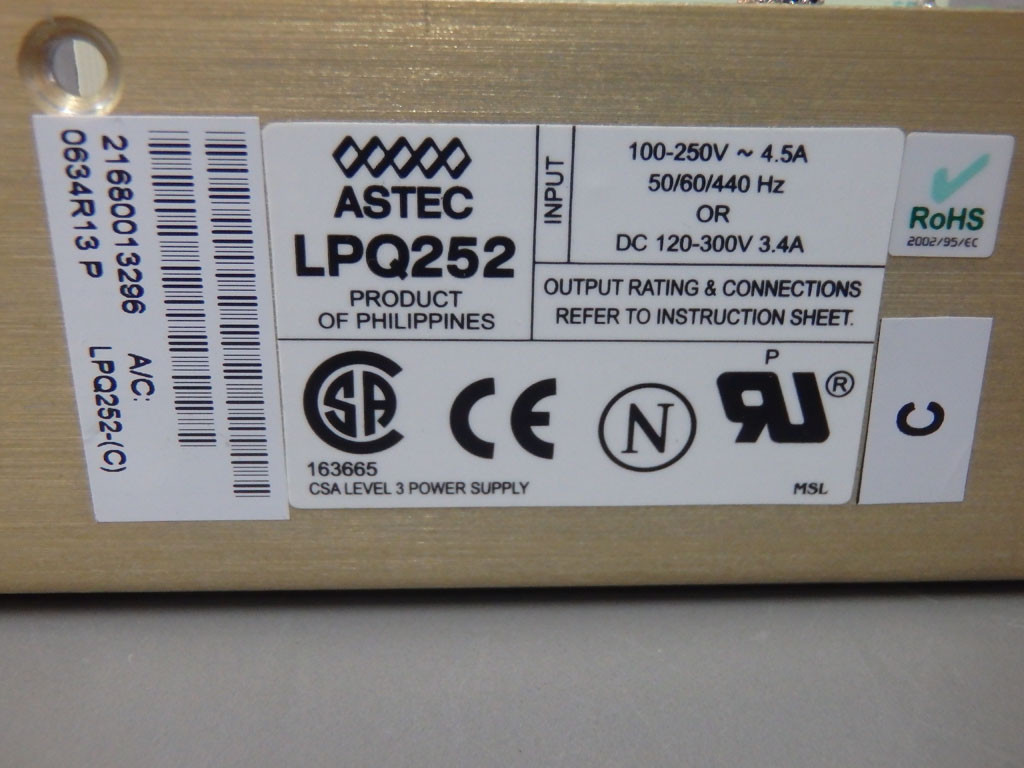 0634R13 P
21680013296 A/C:
LPQ252-(C)
ASTEC
LPQ252
PRODUCT
OF PHILIPPINES
INPUT
100-250V ~ 4.5A
50/60/440 Hz
OR
DC 120-300V 3.4A
OUTPUT RATING & CONNECTIONS
REFER TO INSTRUCTION SHEET.
CSA
163665
CSA LEVEL 3 POWER SUPPLY
CE
N
P
RU®
MSL
RoHS
2002/95/EC
C